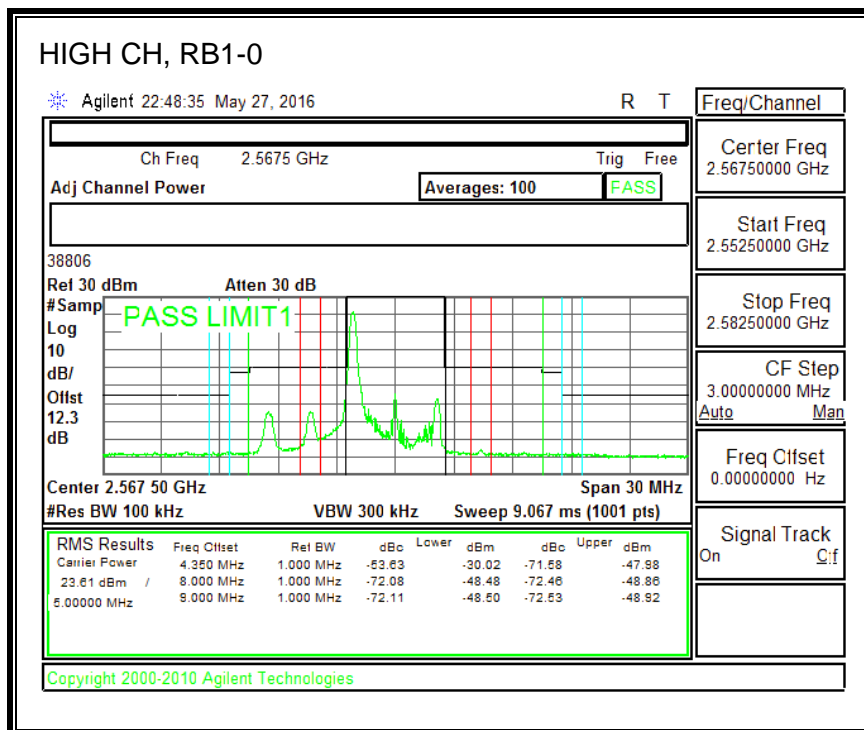 HIGH CH, RB1-0
Agilent 22:48:35 May 27, 2016 R T
Freq/Channel
Ch Freq 2.5675 GHz Trig Free
Adj Channel Power Averages: 100 PASS
38806
Ref 30 dBm Atten 30 dB
#Samp
Log
10
dB/
Offst
12.3
dB
PASS LIMIT1
Center 2.567 50 GHz Span 30 MHz
#Res BW 100 kHz VBW 300 kHz Sweep 9.067 ms (1001 pts)
RMS Results Freq Offset Ref BW dBc Lower dBm dBc Upper dBm
Carrier Power 4.350 MHz 1.000 MHz -53.63 -30.02 -71.58 -47.98
23.61 dBm / 8.000 MHz 1.000 MHz -72.08 -48.48 -72.46 -48.86
5.00000 MHz 9.000 MHz 1.000 MHz -72.11 -48.50 -72.53 -48.92
Copyright 2000-2010 Agilent Technologies
Center Freq
2.56750000 GHz
Start Freq
2.55250000 GHz
Stop Freq
2.58250000 GHz
CF Step
3.00000000 MHz
Auto Man
Freq Offset
0.00000000 Hz
Signal Track
On Off